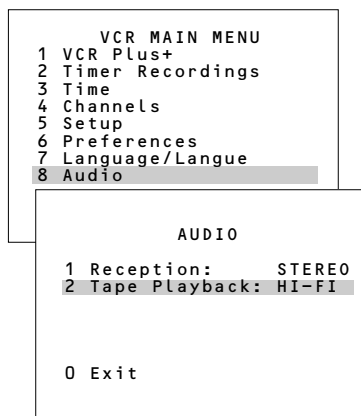 VCR MAIN MENU
1 VCR Plus+
2 Timer Recordings
3 Time
4 Channels
5 Setup
6 Preferences
7 Language/Langue
8 Audio
AUDIO
1 Reception: STEREO
2 Tape Playback: HI-FI
0 Exit